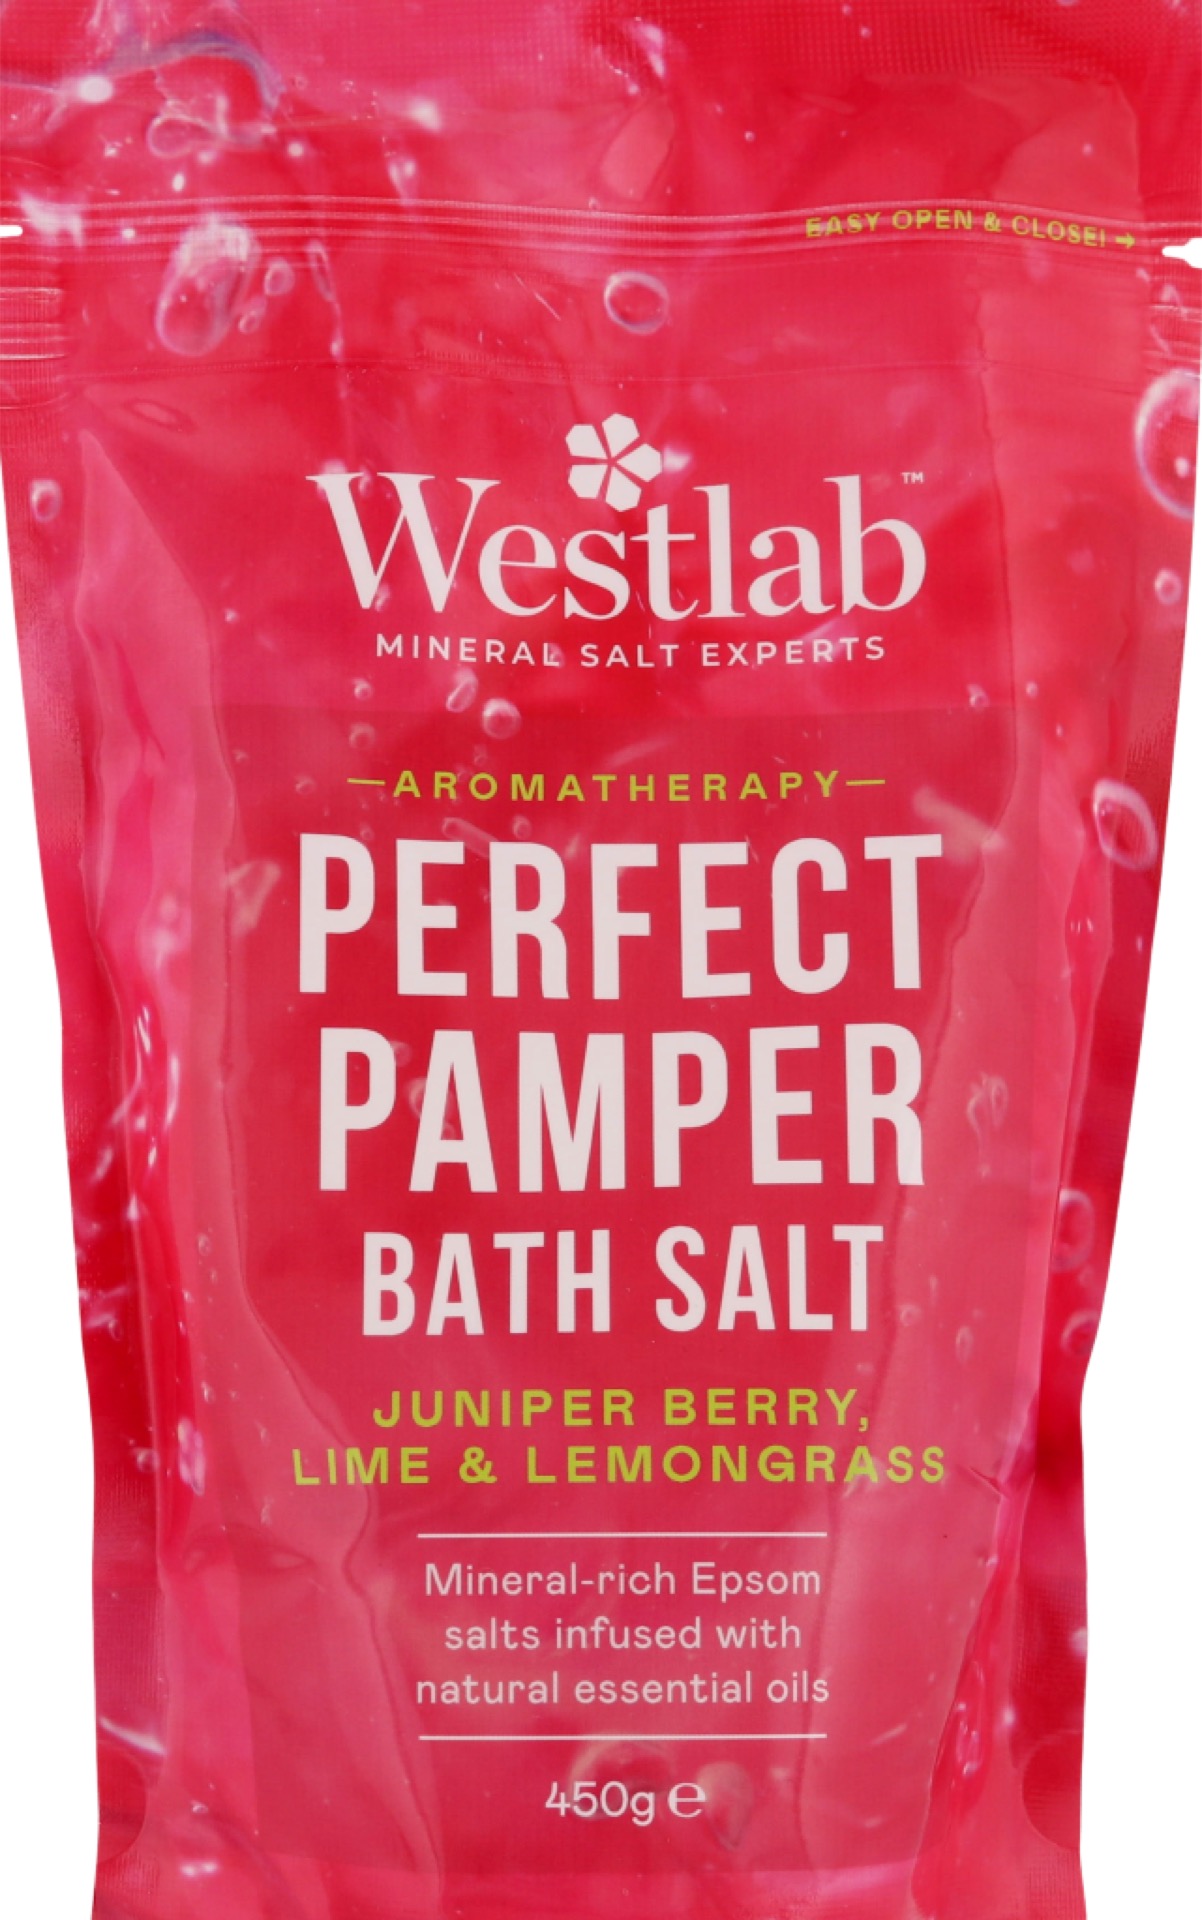 EASY OPEN & CLOSE! →
Westlab™
MINERAL SALT EXPERTS
—AROMATHERAPY—
PERFECT
PAMPER
BATH SALT
JUNIPER BERRY,
LIME & LEMONGRASS
Mineral-rich Epsom
salts infused with
natural essential oils
450g ℮